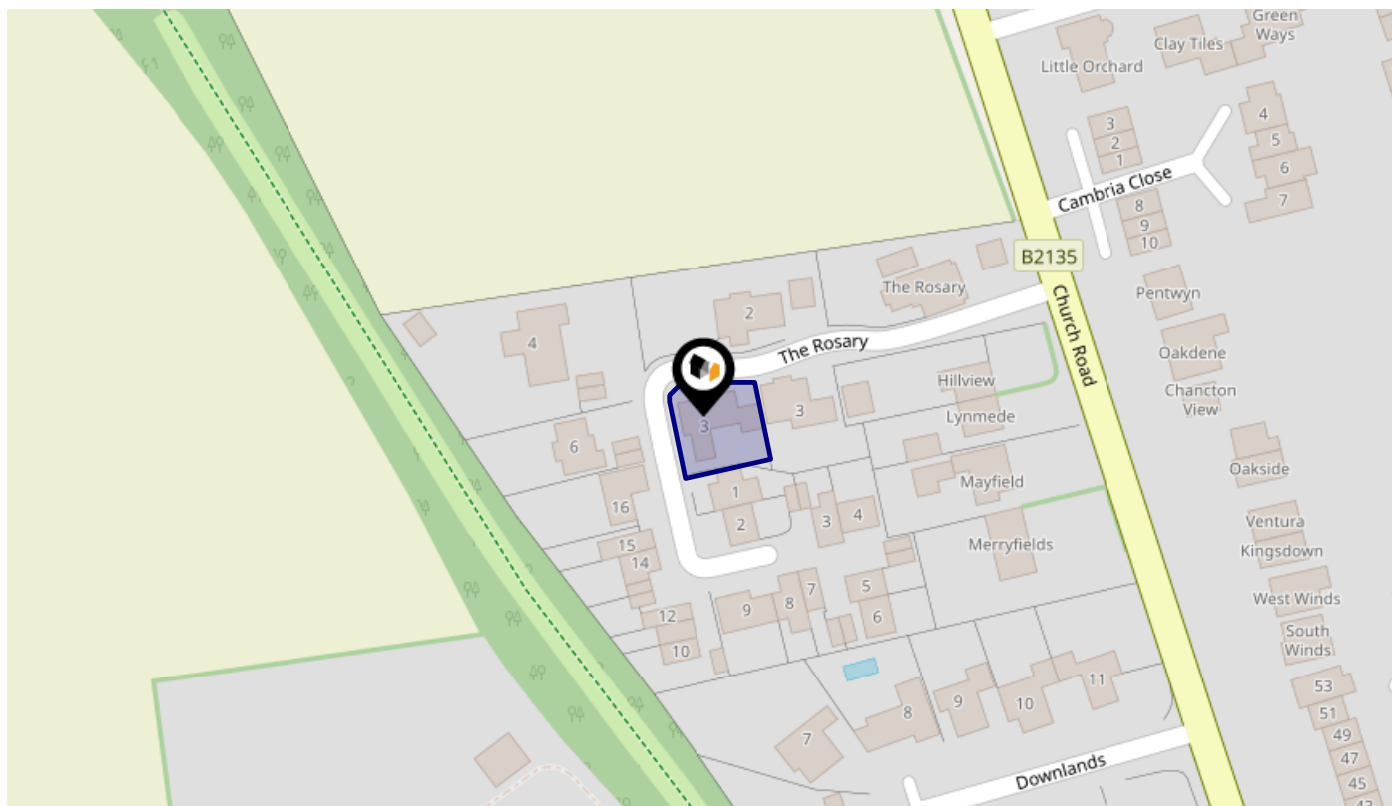 Green
Ways
Clay Tiles
Little Orchard
4
3
2
1
5
6
7
Cambria Close
8
9
10
B2135
Pentwyn
The Rosary
2
4
Church Road
The Rosary
Oakdene
Hillview
Chancton
View
Lynmede
3
3
6
Oakside
Mayfield
1
16
2
3
4
Ventura
Kingsdown
Merryfields
15
14
7
5
West Winds
9
8
12
6
South
Winds
10
11
53
9
10
8
51
7
49
47
Downlands
45